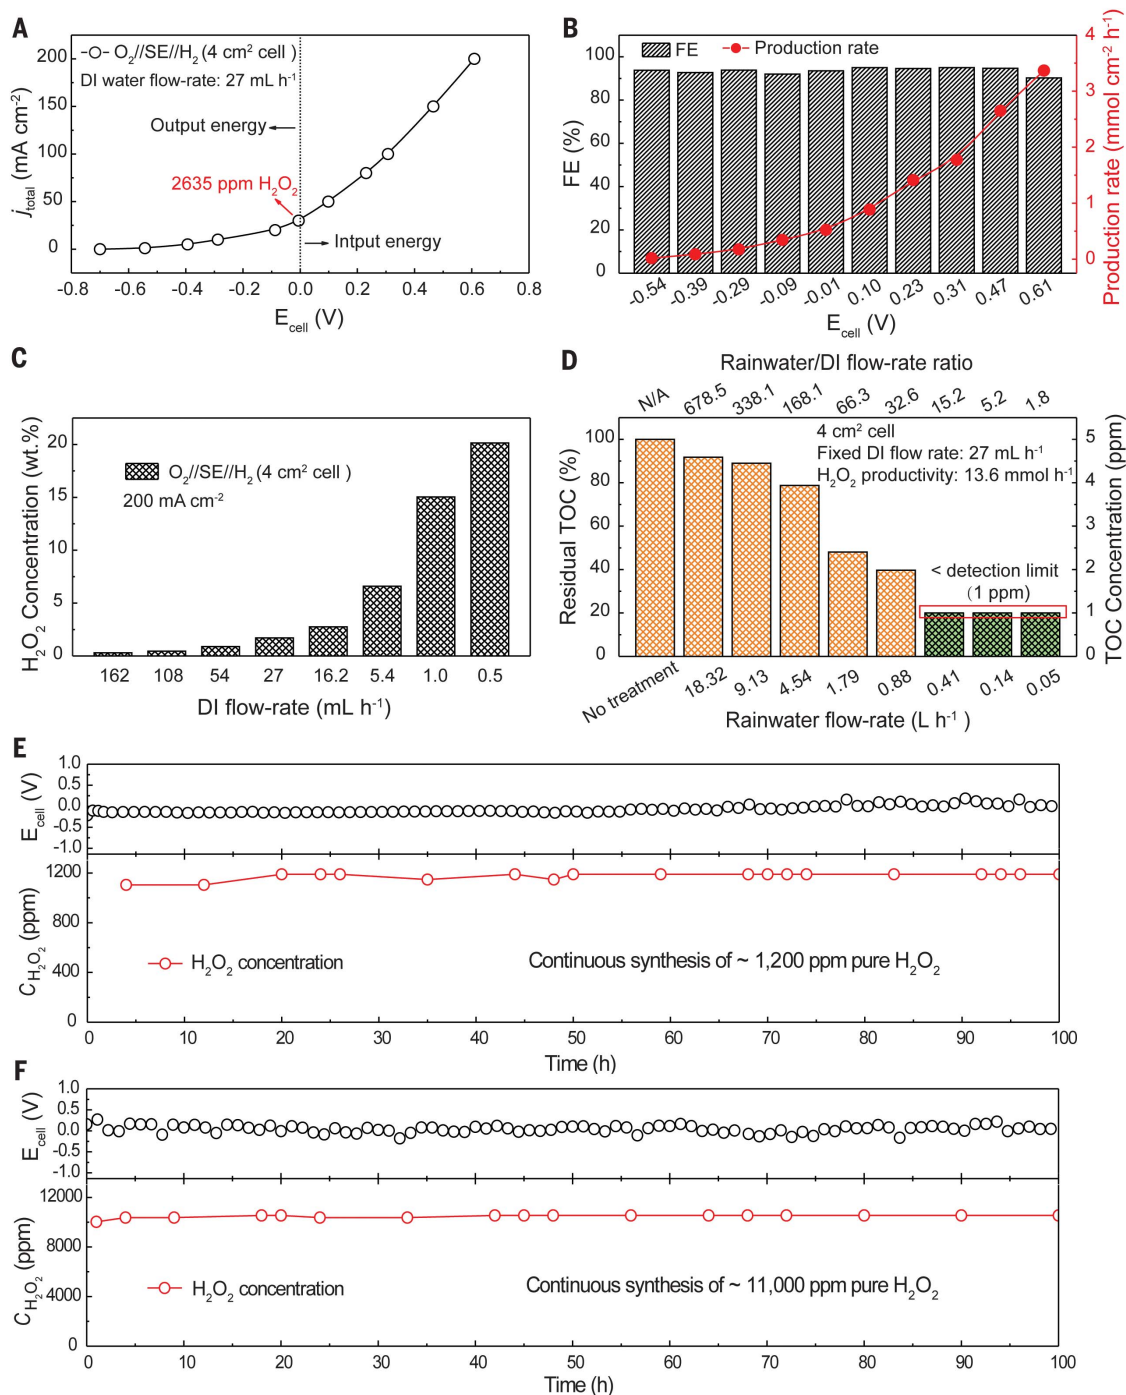 A
O₂//SE//H₂ (4 cm² cell )
DI water flow-rate: 27 mL h⁻¹
Output energy
2635 ppm H₂O₂
Intput energy
200
150
100
50
0
jtotal (mA cm⁻²)
-0.8 -0.6 -0.4 -0.2 0.0 0.2 0.4 0.6 0.8
Ecell (V)
B
FE Production rate
100
80
60
40
20
0
FE (%)
4
3
2
1
0
Production rate (mmol cm⁻² h⁻¹)
-0.54 -0.39 -0.29 -0.09 -0.01 0.10 0.23 0.31 0.47 0.61
Ecell (V)
C
O₂//SE//H₂ (4 cm² cell )
200 mA cm⁻²
20
15
10
5
0
H₂O₂ Concentration (wt.%)
162 108 54 27 16.2 5.4 1.0 0.5
DI flow-rate (mL h⁻¹)
D
Rainwater/DI flow-rate ratio
N/A 678.5 338.1 168.1 66.3 32.6 15.2 5.2 1.8
4 cm² cell
Fixed DI flow rate: 27 mL h⁻¹
H₂O₂ productivity: 13.6 mmol h⁻¹
< detection limit
(1 ppm)
100
80
60
40
20
0
Residual TOC (%)
5
4
3
2
1
0
TOC Concentration (ppm)
No treatment 18.32 9.13 4.54 1.79 0.88 0.41 0.14 0.05
Rainwater flow-rate (L h⁻¹)
E
1.0
0.5
0.0
-0.5
-1.0
Ecell (V)
1200
800
400
0
CH₂O₂ (ppm)
H₂O₂ concentration
Continuous synthesis of ~ 1,200 ppm pure H₂O₂
0 10 20 30 40 50 60 70 80 90 100
Time (h)
F
1.0
0.5
0.0
-0.5
-1.0
Ecell (V)
12000
8000
4000
0
CH₂O₂ (ppm)
H₂O₂ concentration
Continuous synthesis of ~ 11,000 ppm pure H₂O₂
0 10 20 30 40 50 60 70 80 90 100
Time (h)